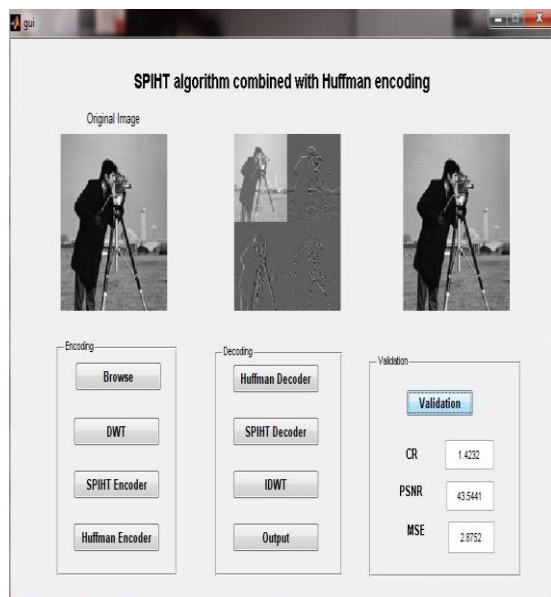 gui
SPIHT algorithm combined with Huffman encoding
Original Image
Encoding
Browse
DWT
SPIHT Encoder
Huffman Encoder
Decoding
Huffman Decoder
SPIHT Decoder
IDWT
Output
Validation
Validation
CR 1.4232
PSNR 43.5441
MSE 2.8752